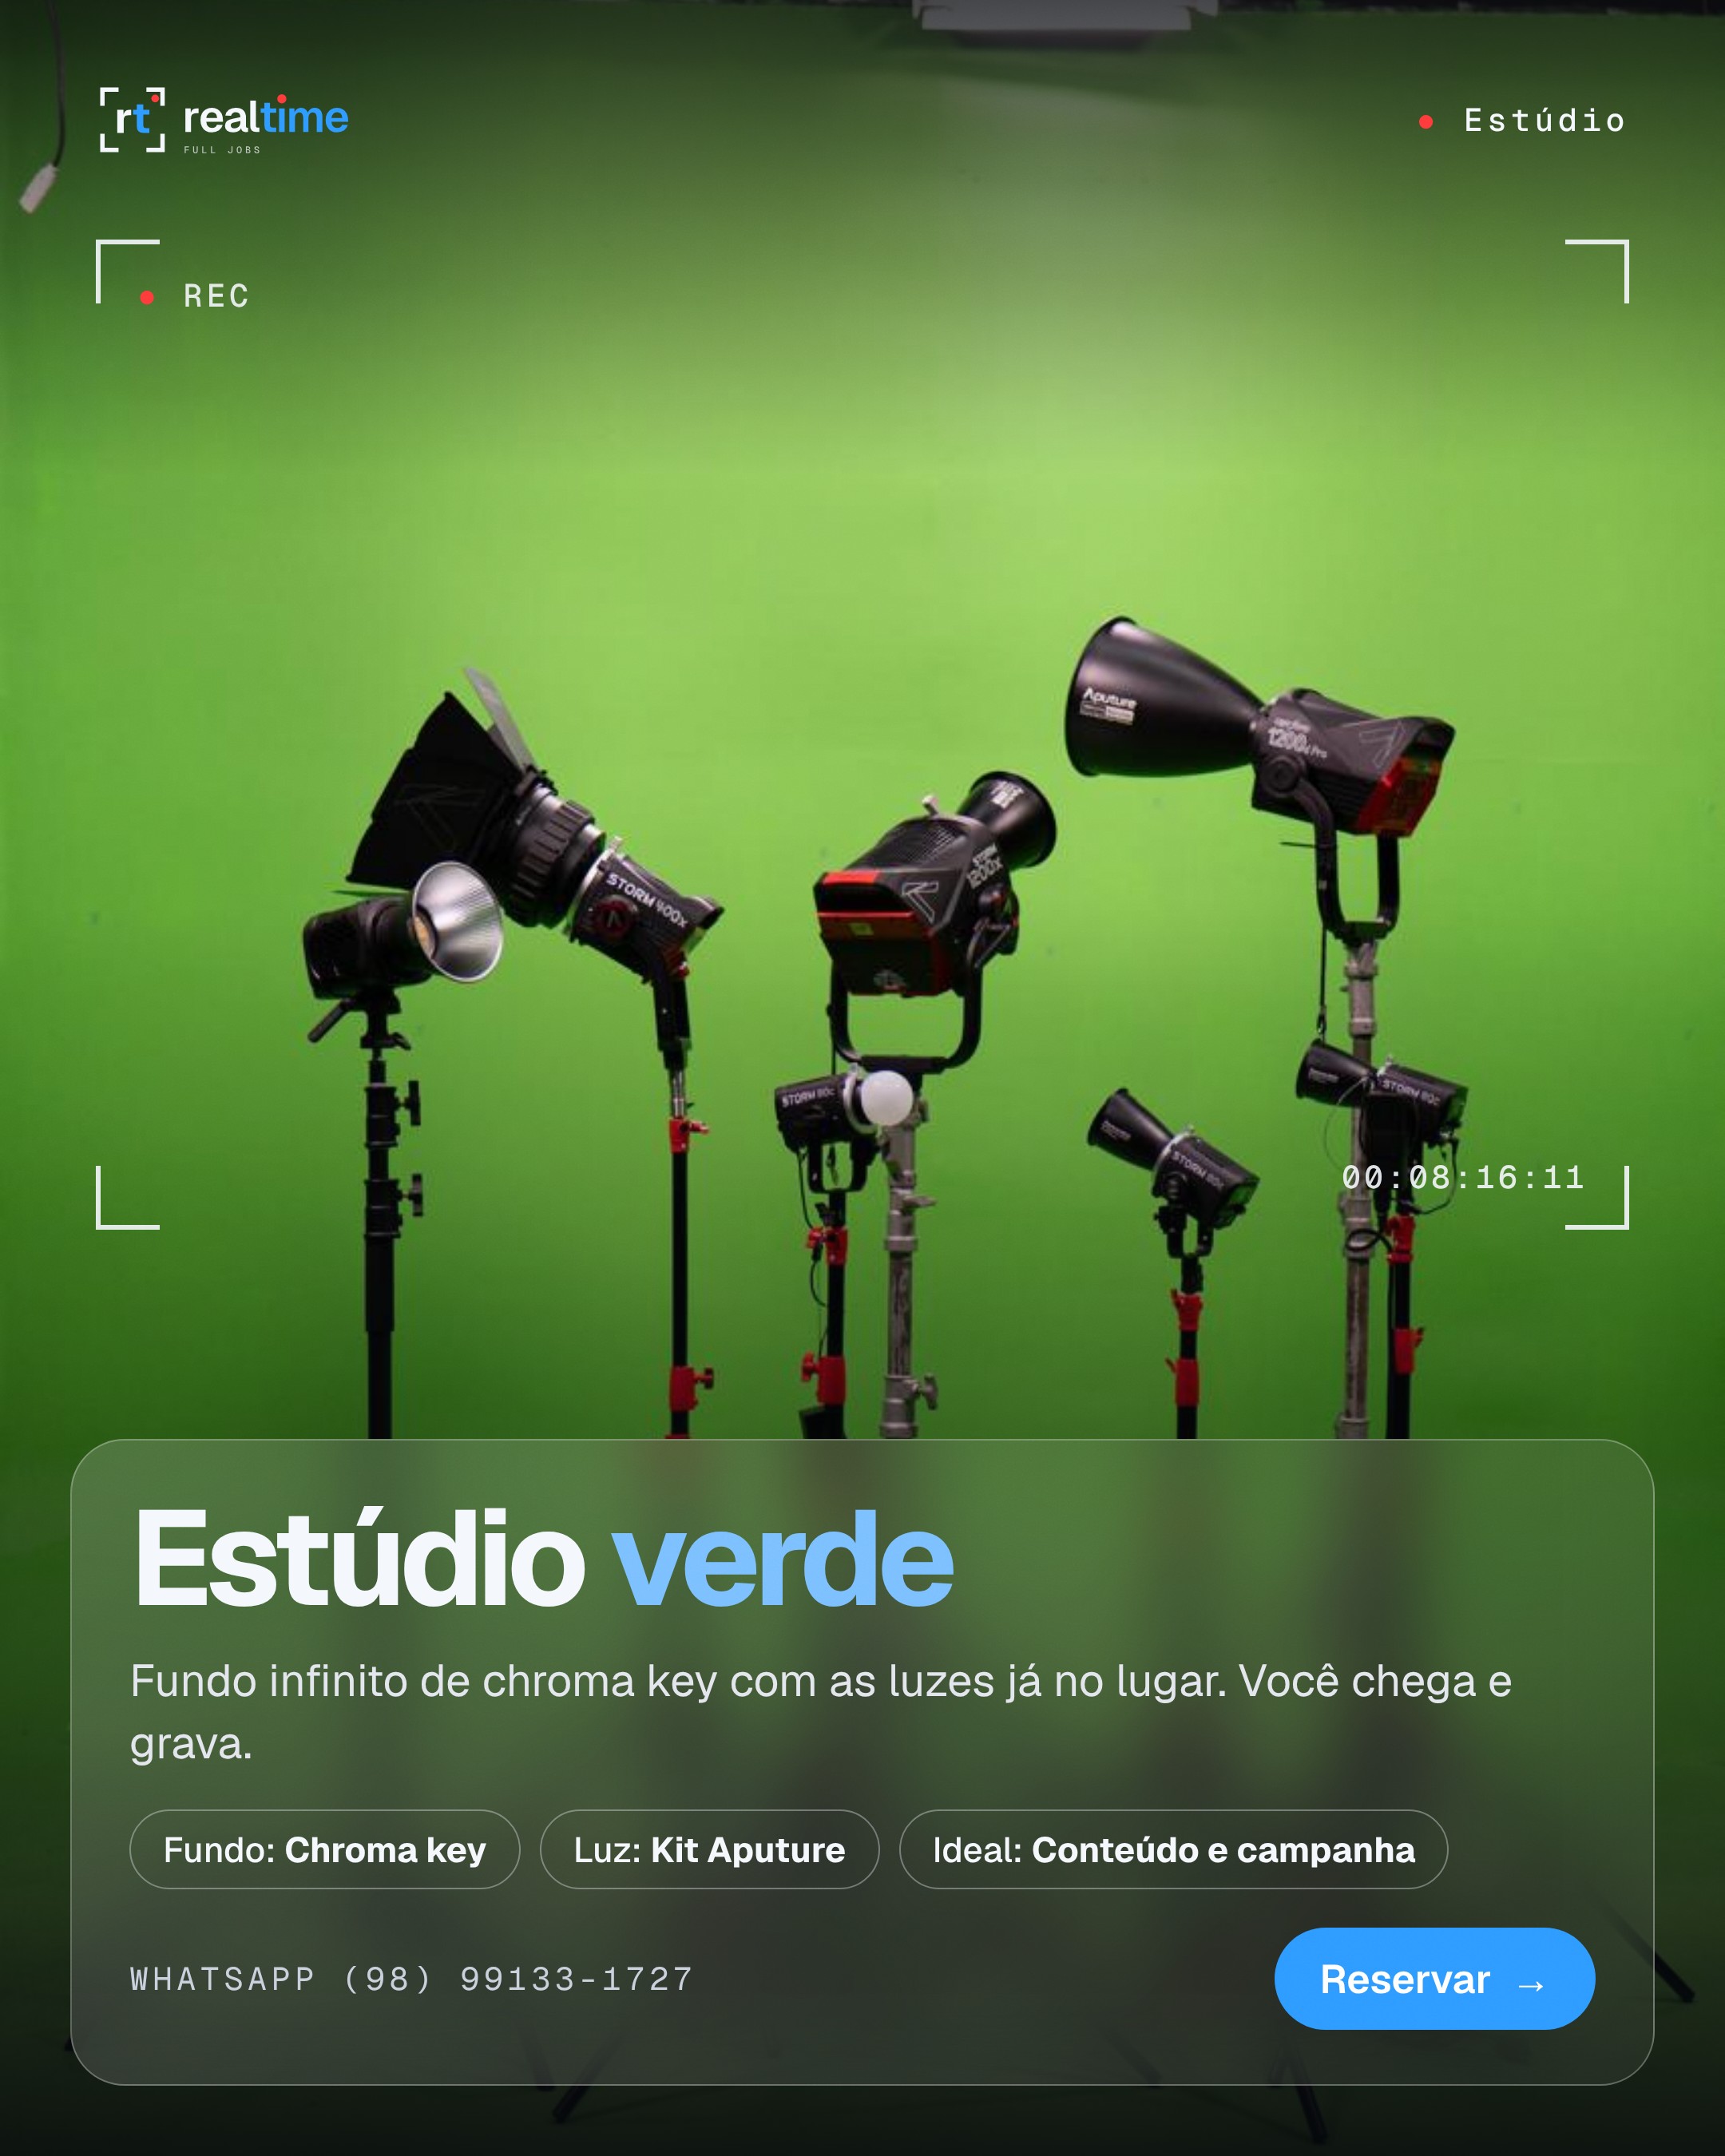 rt realtime
FULL JOBS
Estúdio
REC
Aputure
1200d Pro
STORM 1200x
STORM 400x
STORM 80c
STORM 80c
STORM 80c
00:08:16:11
Estúdio verde
Fundo infinito de chroma key com as luzes já no lugar. Você chega e
grava.
Fundo: Chroma key
Luz: Kit Aputure
Ideal: Conteúdo e campanha
WHATSAPP (98) 99133-1727
Reservar →